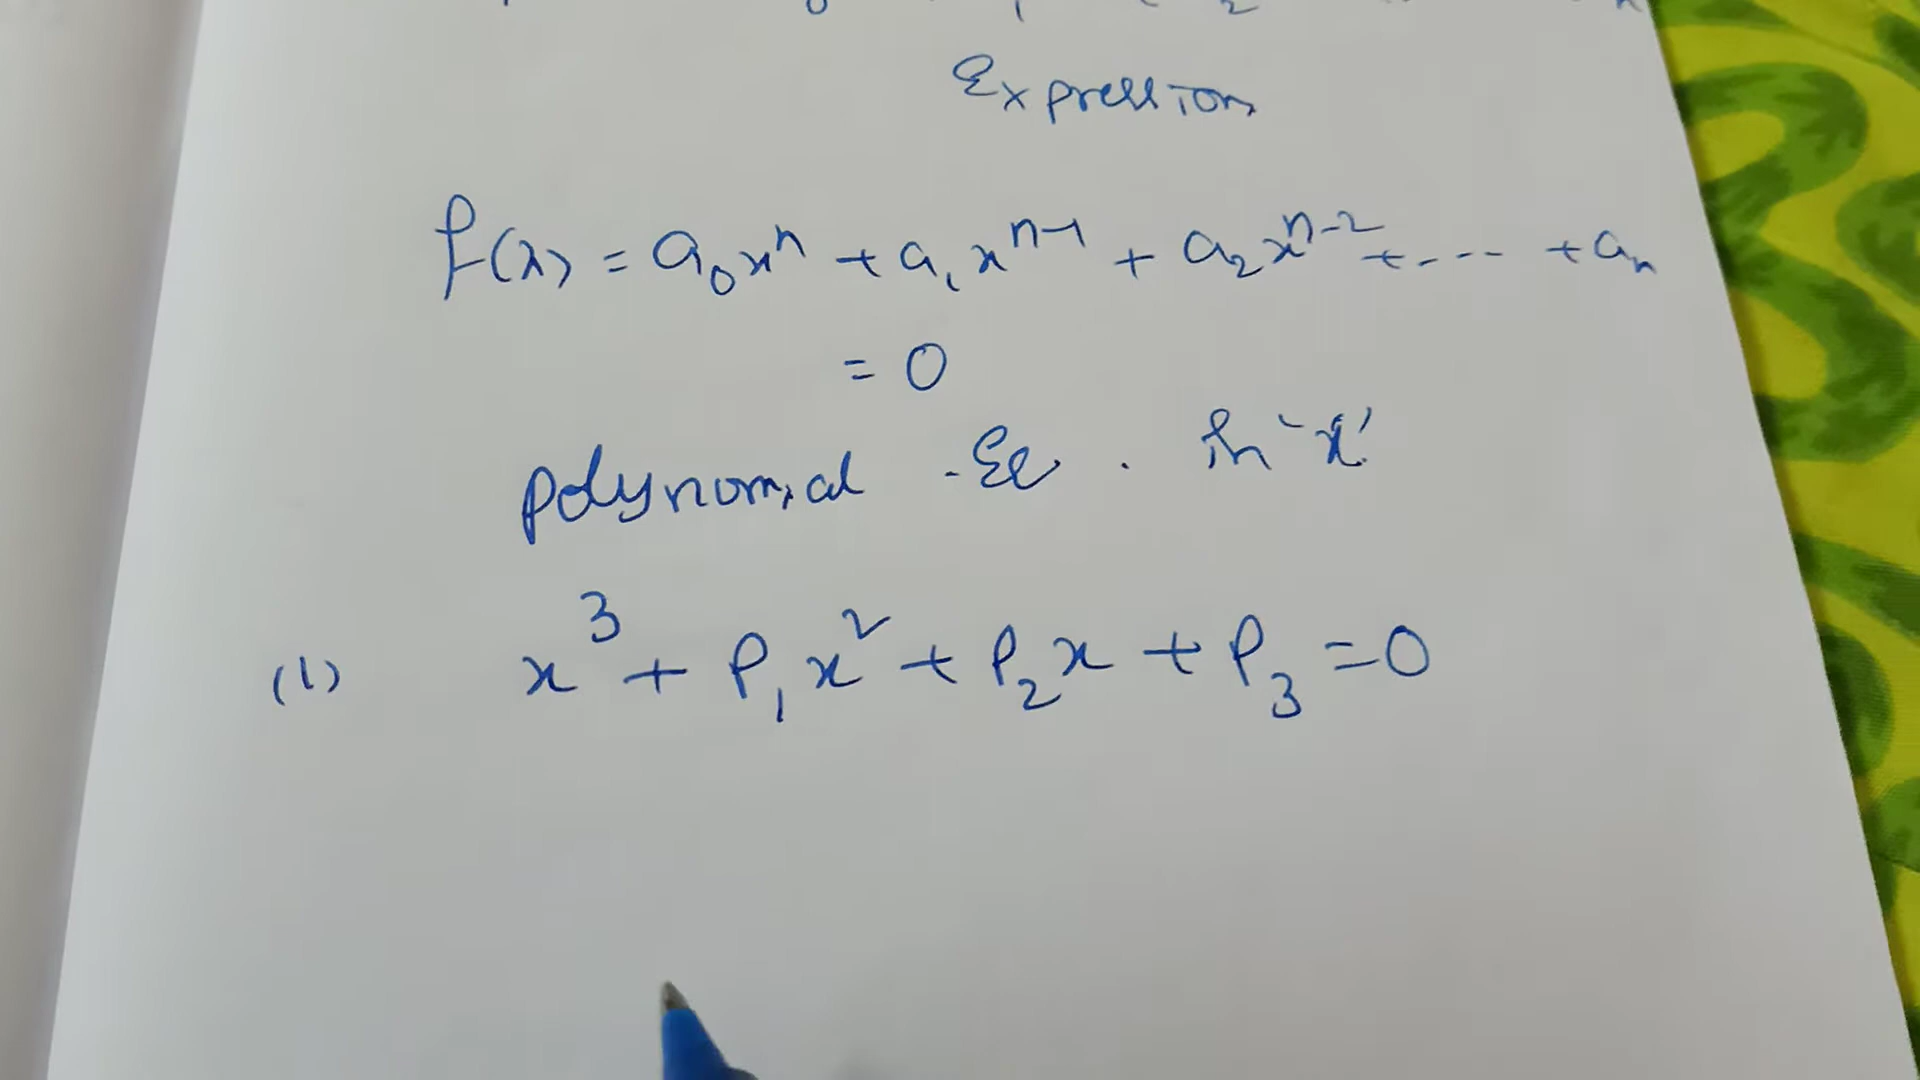 Expression
f(x) = a₀xⁿ + a₁xⁿ⁻¹ + a₂xⁿ⁻² + - - - + aₙ
= 0
polynomial Eq. in 'x'
(1) x³ + P₁x² + P₂x + P₃ = 0